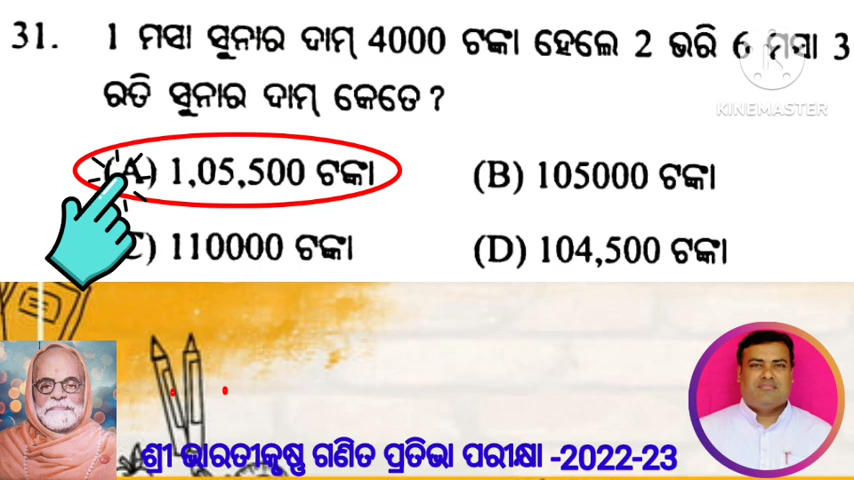 31. 1 ମସା ସୁନାର ଦାମ୍ 4000 ଟଙ୍କା ହେଲେ 2 ଭରି 6 ମସା 3
ରତି ସୁନାର ଦାମ୍ କେତେ ?
(A) 1,05,500 ଟଙ୍କା (B) 105000 ଟଙ୍କା
C) 110000 ଟଙ୍କା (D) 104,500 ଟଙ୍କା
KINEMASTER
ଶ୍ରୀ ଭାରତୀକୃଷ୍ଣ ଗଣିତ ପ୍ରତିଭା ପରୀକ୍ଷା -2022-23